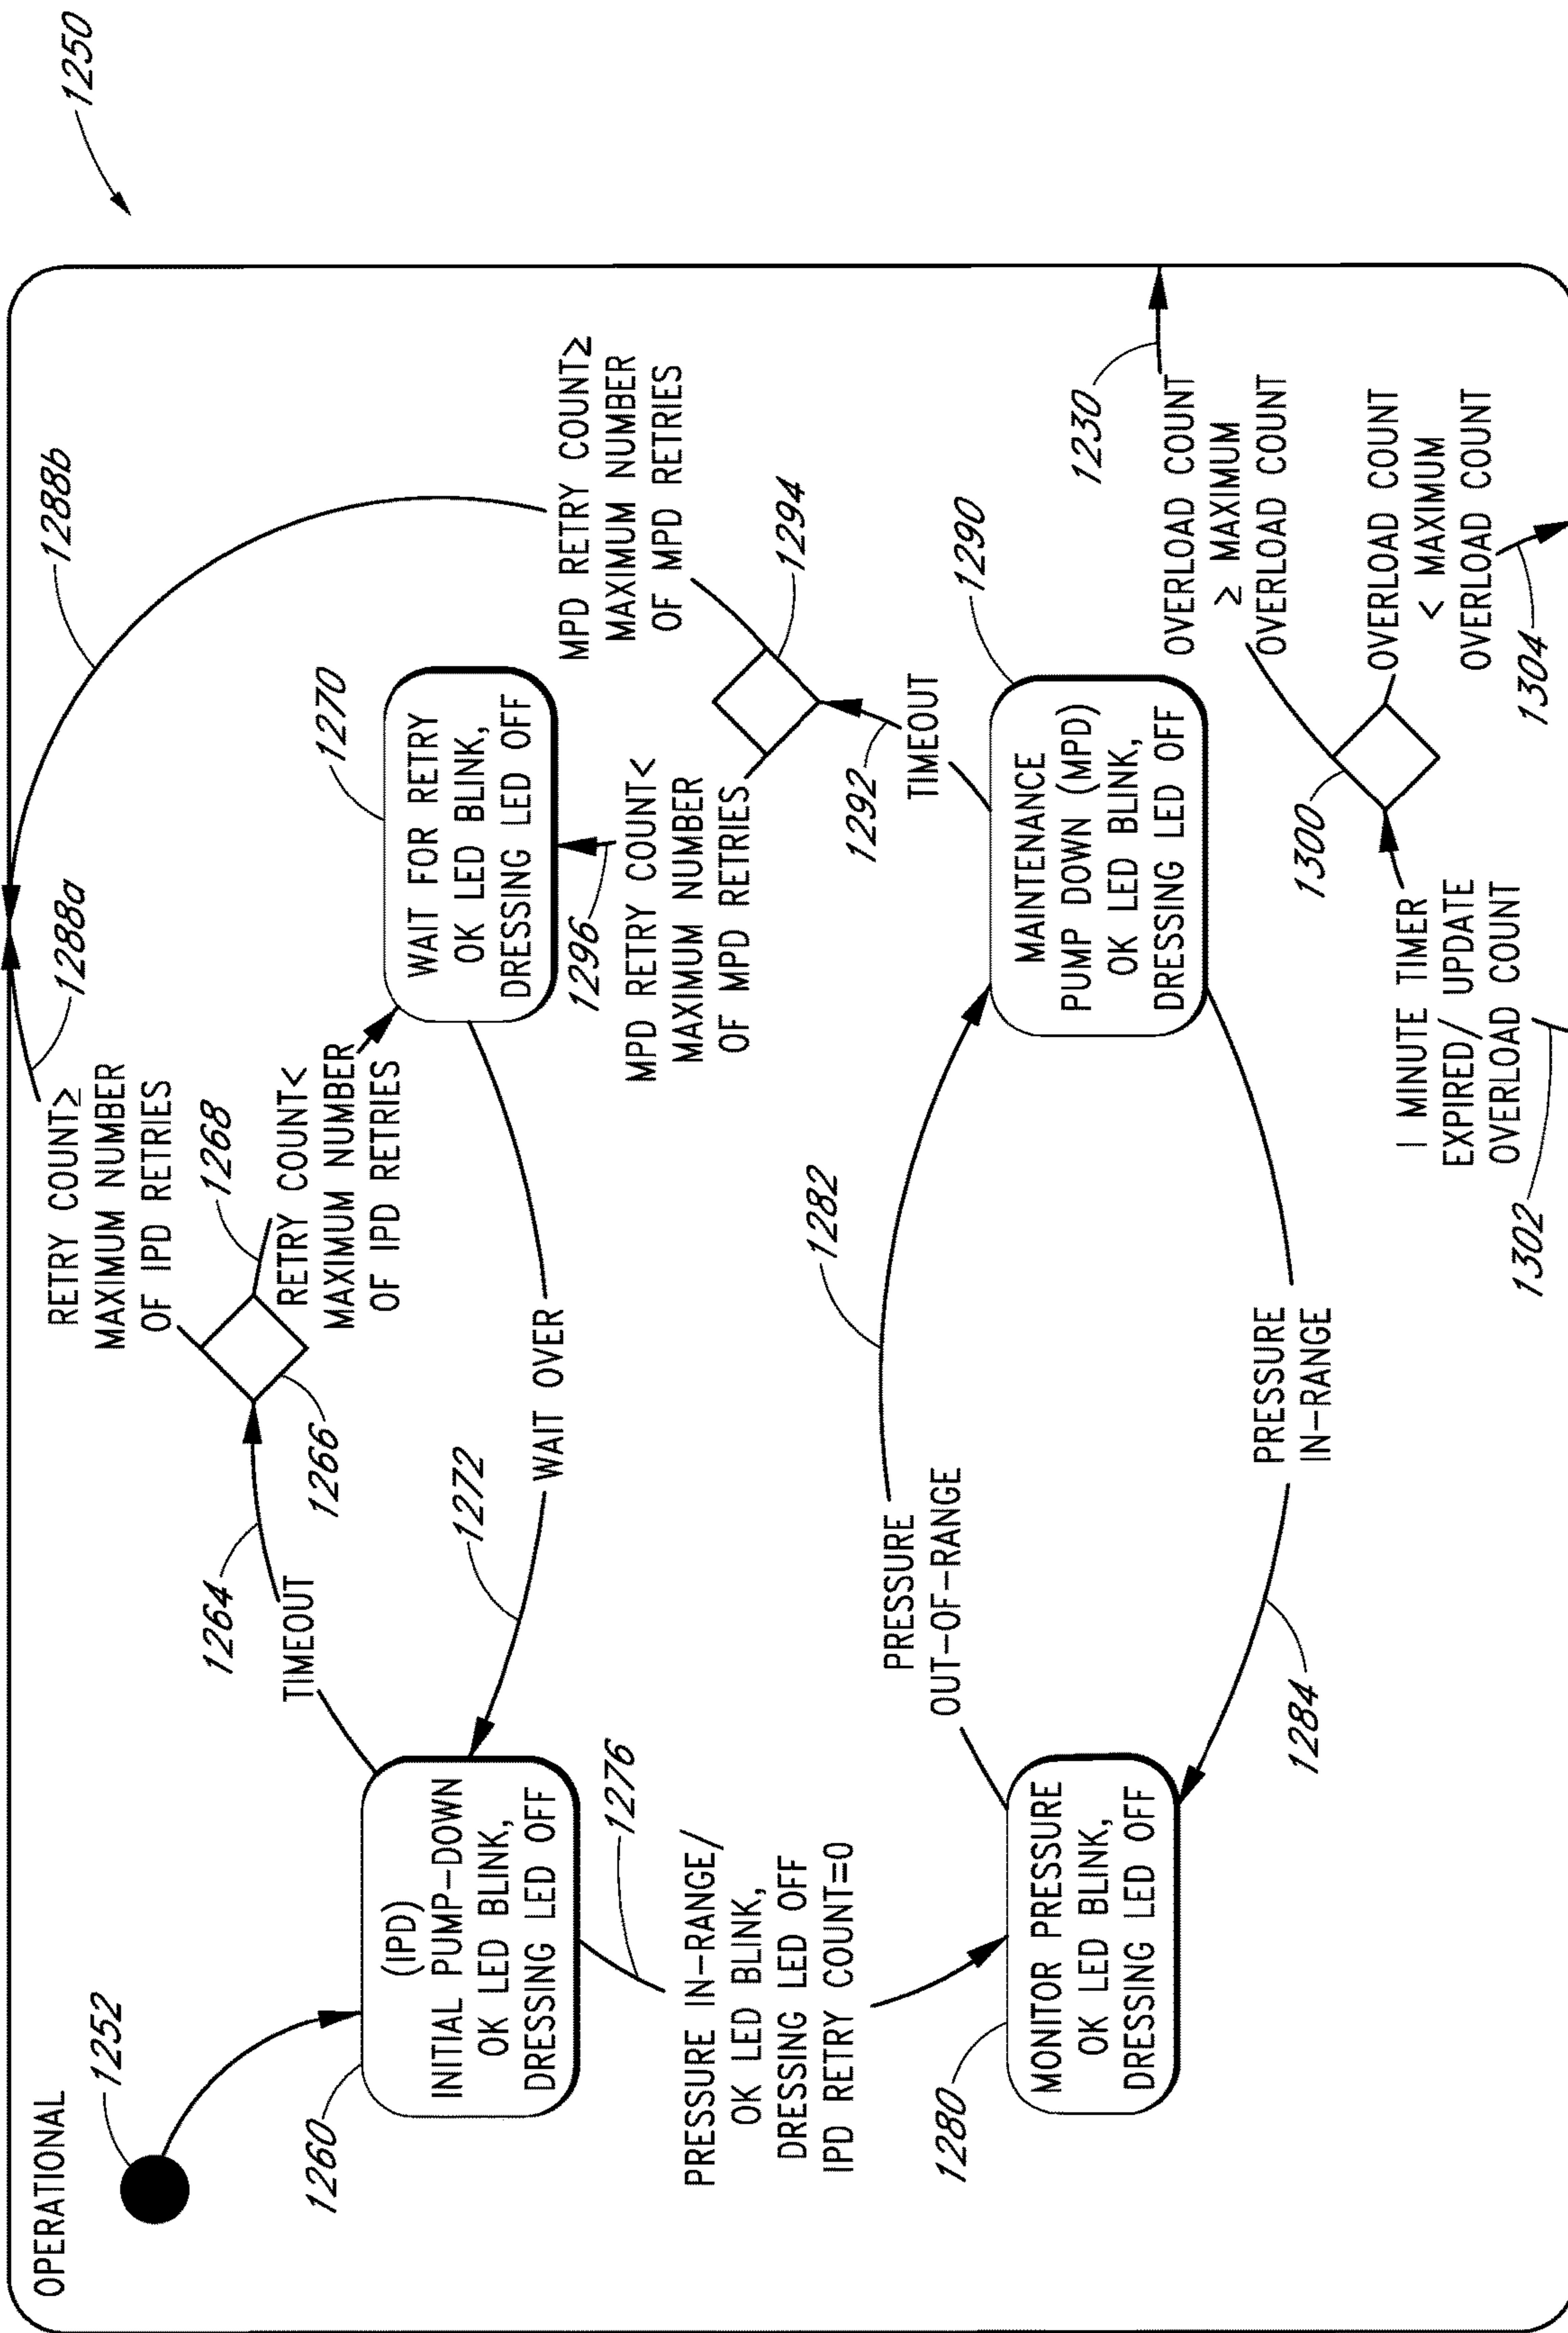 1250
OPERATIONAL
1252
1260
(IPD)
INITIAL PUMP-DOWN
OK LED BLINK,
DRESSING LED OFF
1264
TIMEOUT
1266
1268
RETRY COUNT≥
MAXIMUM NUMBER
OF IPD RETRIES
1288a
1288b
RETRY COUNT<
MAXIMUM NUMBER
OF IPD RETRIES
1270
WAIT FOR RETRY
OK LED BLINK,
DRESSING LED OFF
1272
WAIT OVER
1296
MPD RETRY COUNT<
MAXIMUM NUMBER
OF MPD RETRIES
MPD RETRY COUNT≥
MAXIMUM NUMBER
OF MPD RETRIES
1294
1292
TIMEOUT
1276
PRESSURE IN-RANGE/
OK LED BLINK,
DRESSING LED OFF
IPD RETRY COUNT=0
1280
MONITOR PRESSURE
OK LED BLINK,
DRESSING LED OFF
PRESSURE
OUT-OF-RANGE
1282
1290
MAINTENANCE
PUMP DOWN (MPD)
OK LED BLINK,
DRESSING LED OFF
1284
PRESSURE
IN-RANGE
1230
OVERLOAD COUNT
≥ MAXIMUM
OVERLOAD COUNT
1300
1 MINUTE TIMER
EXPIRED/ UPDATE
OVERLOAD COUNT
1302
OVERLOAD COUNT
< MAXIMUM
OVERLOAD COUNT
1304